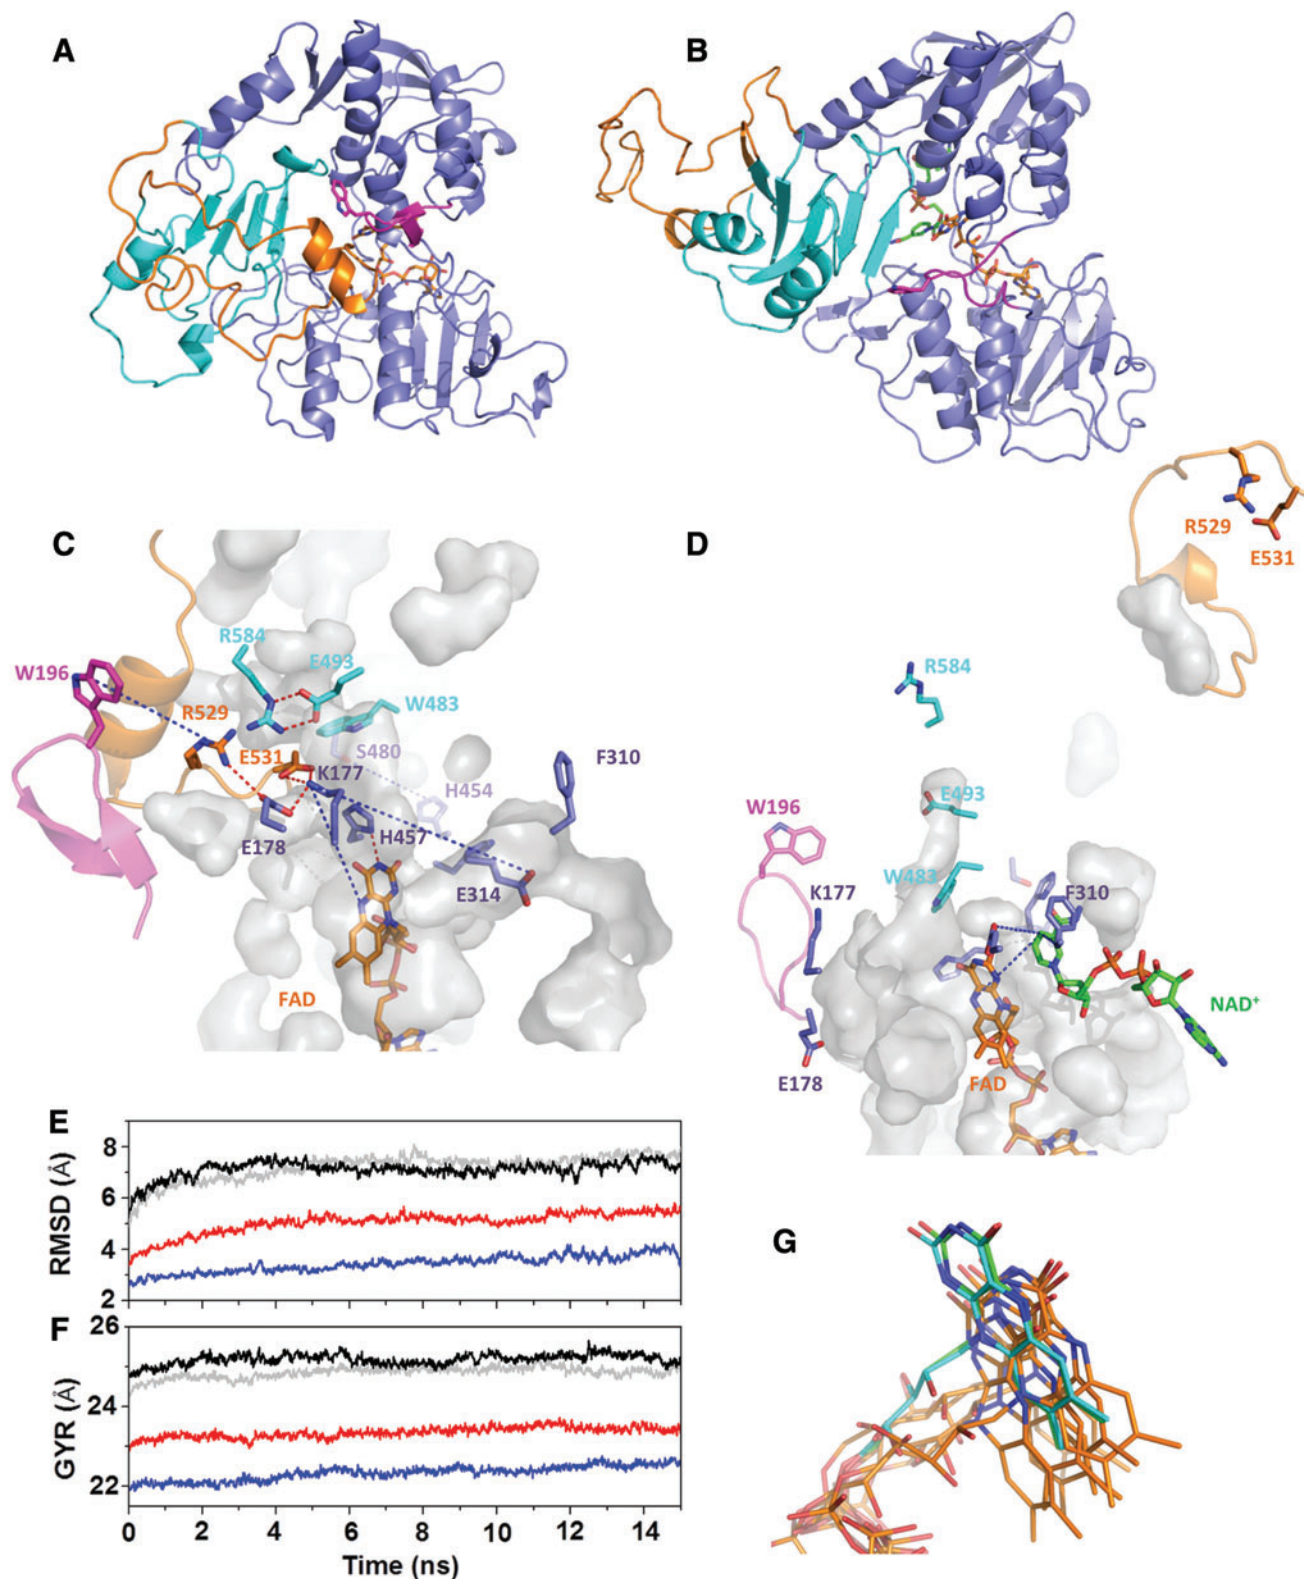 A
B
C
W196
R584
E493
R529
W483
E531
S480
K177
H454
F310
E178
H457
E314
FAD
D
R529
E531
R584
E493
W196
W483
K177
F310
NAD+
E178
FAD
E
RMSD (Å)
8
6
4
2
F
GYR (Å)
26
24
22
0 2 4 6 8 10 12 14
Time (ns)
G